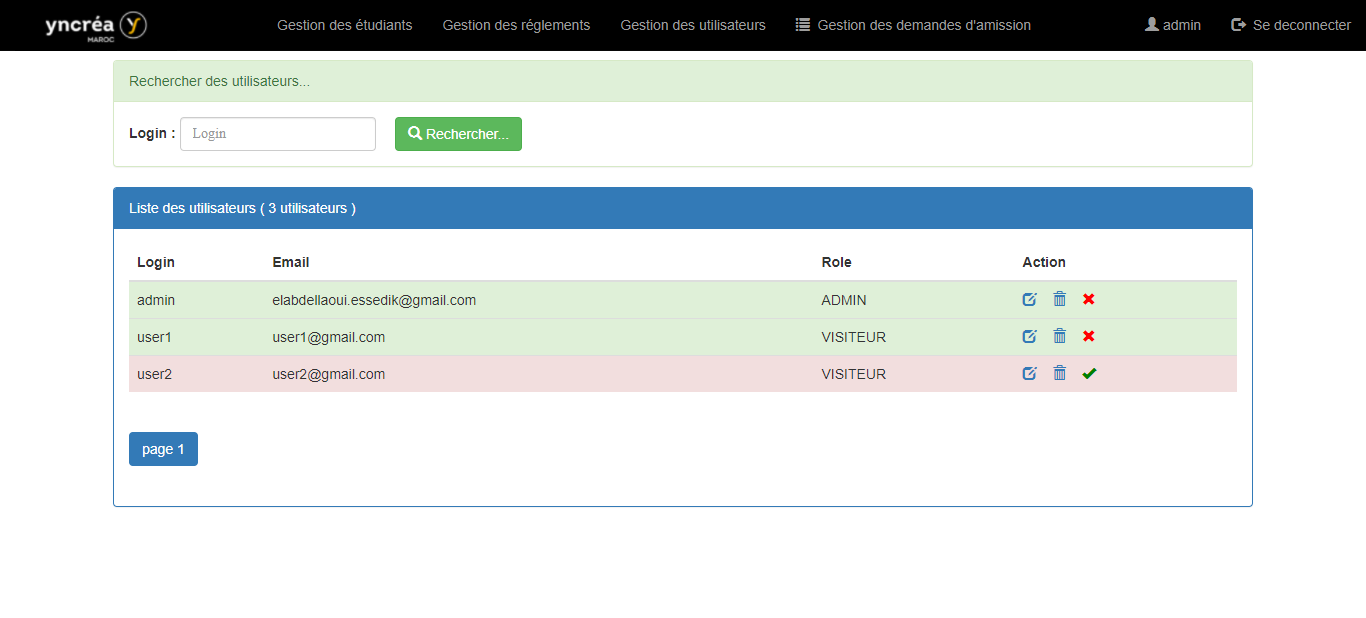 yncréa
MAROC
Gestion des étudiants Gestion des réglements Gestion des utilisateurs Gestion des demandes d'amission admin Se deconnecter
Rechercher des utilisateurs...
Login : Login Rechercher...
Liste des utilisateurs ( 3 utilisateurs )
Login Email Role Action
admin elabdellaoui.essedik@gmail.com ADMIN
user1 user1@gmail.com VISITEUR
user2 user2@gmail.com VISITEUR
page 1